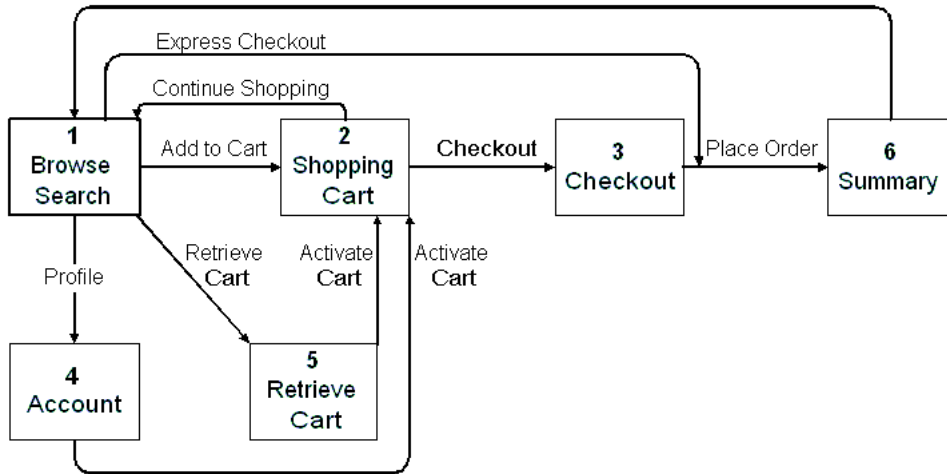 Express Checkout
Continue Shopping
1
Browse
Search
Add to Cart
2
Shopping
Cart
Checkout
3
Checkout
Place Order
6
Summary
Profile
Retrieve
Cart
Activate
Cart
Activate
Cart
4
Account
5
Retrieve
Cart